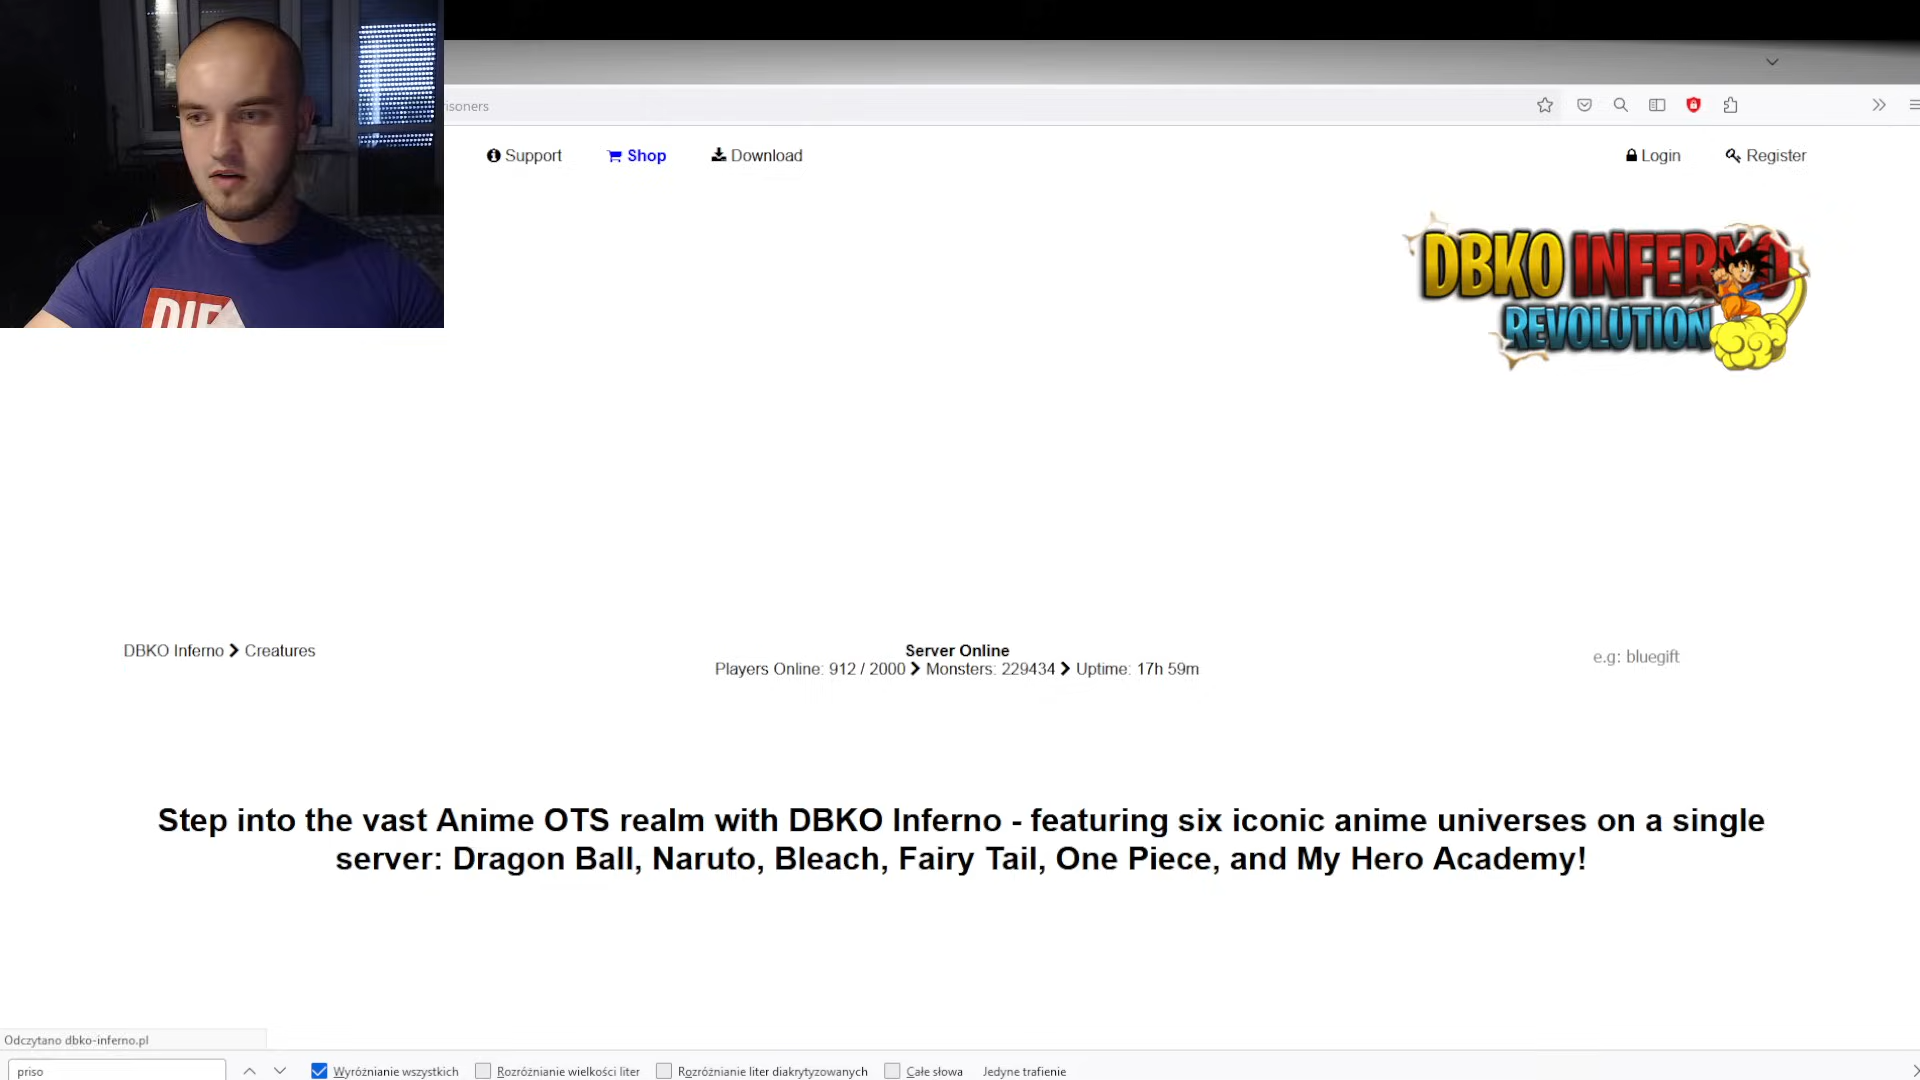 isoners
Support Shop Download
Login Register
DBKO INFERNO
REVOLUTION
DIE
DBKO Inferno Creatures
Server Online
Players Online: 912 / 2000 Monsters: 229434 Uptime: 17h 59m
e.g: bluegift
Step into the vast Anime OTS realm with DBKO Inferno - featuring six iconic anime universes on a single
server: Dragon Ball, Naruto, Bleach, Fairy Tail, One Piece, and My Hero Academy!
Odczytano dbko-inferno.pl
priso Wyróżnianie wszystkich Rozróżnianie wielkości liter Rozróżnianie liter diakrytyzowanych Całe słowa Jedyne trafienie